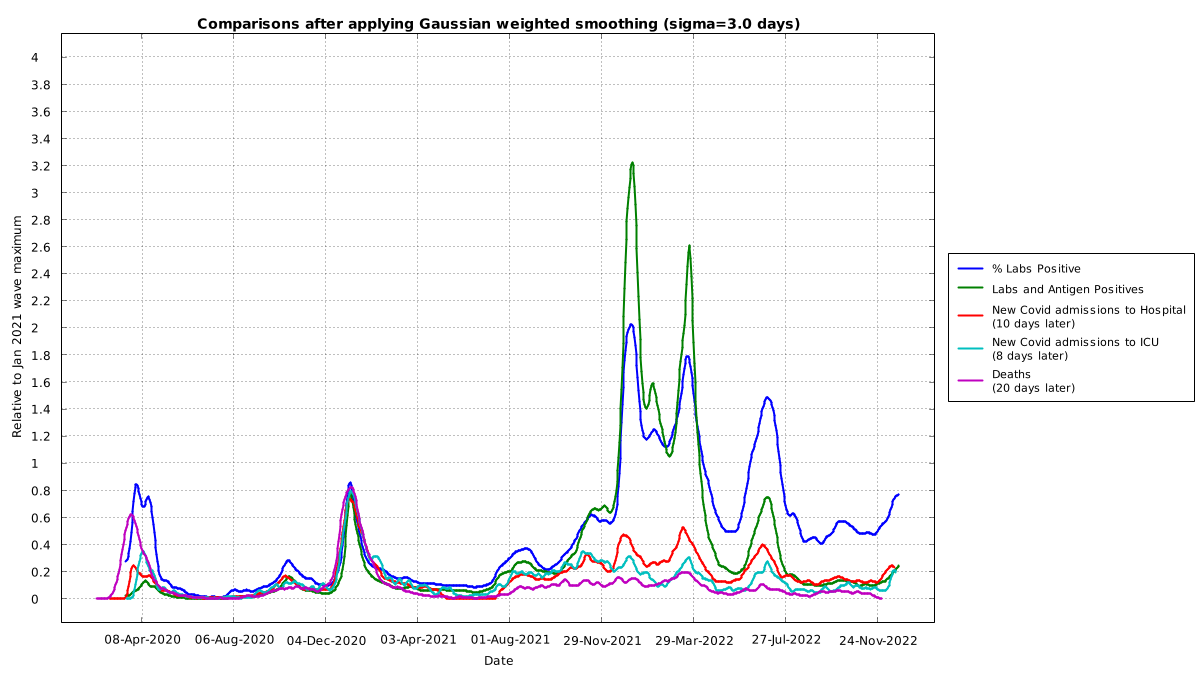 Comparisons after applying Gaussian weighted smoothing (sigma=3.0 days)
4
3.8
3.6
3.4
3.2
3
2.8
2.6
2.4
2.2
2
1.8
1.6
1.4
1.2
1
0.8
0.6
0.4
0.2
0
Relative to Jan 2021 wave maximum
08-Apr-2020 06-Aug-2020 04-Dec-2020 03-Apr-2021 01-Aug-2021 29-Nov-2021 29-Mar-2022 27-Jul-2022 24-Nov-2022
Date
% Labs Positive
Labs and Antigen Positives
New Covid admissions to Hospital
(10 days later)
New Covid admissions to ICU
(8 days later)
Deaths
(20 days later)